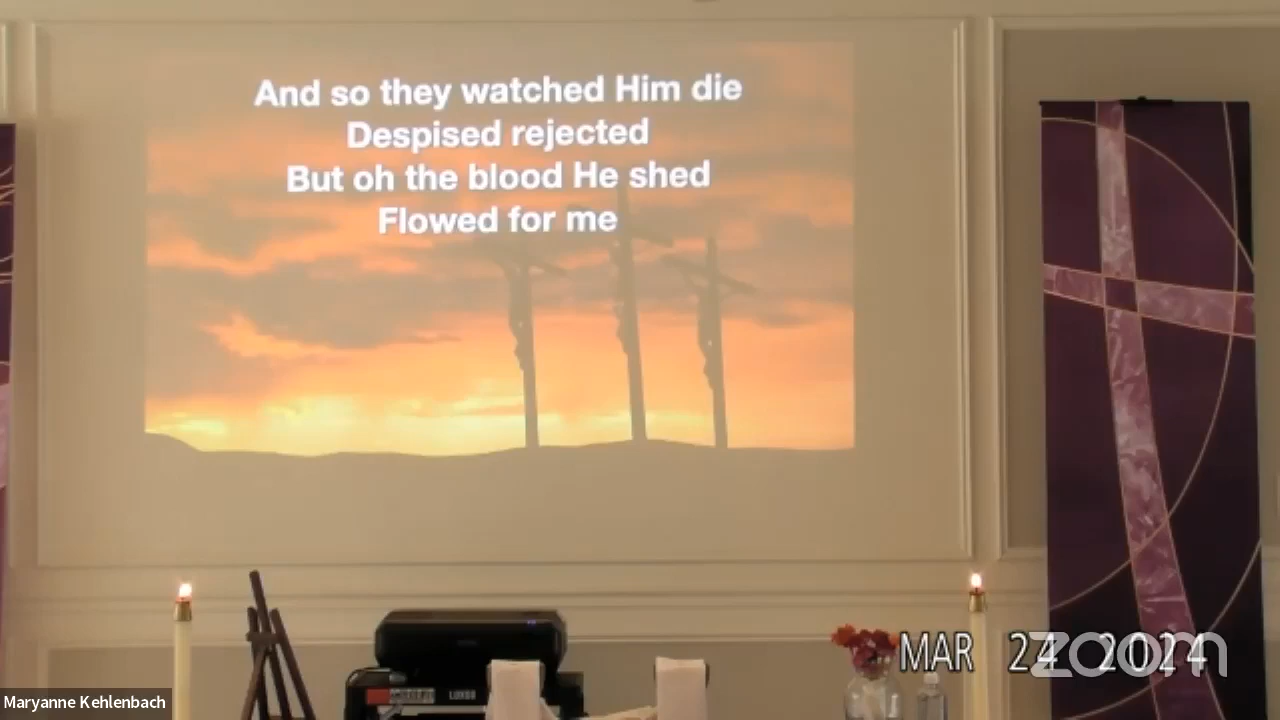 And so they watched Him die
Despised rejected
But oh the blood He shed
Flowed for me
MAR 24 2024
zoom
Maryanne Kehlenbach